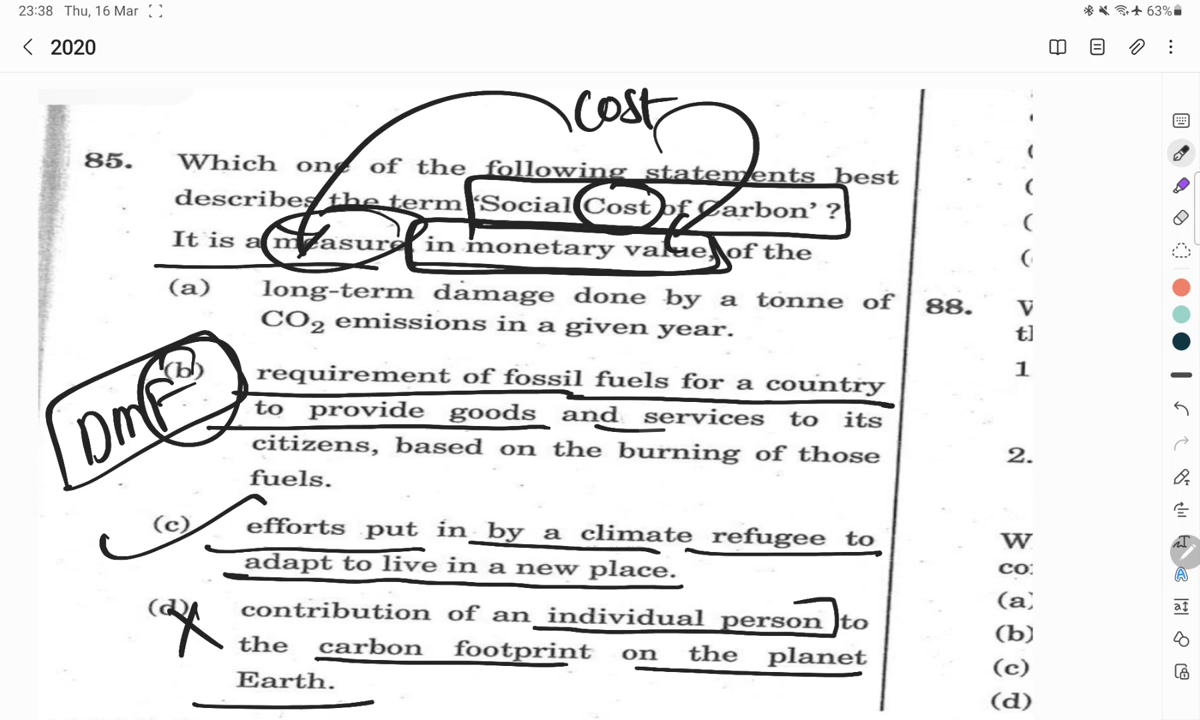 23:38 Thu, 16 Mar
63%
2020
cost
85. Which one of the following statements best
describes the term 'Social Cost of Carbon' ?
It is a measure, in monetary value, of the
(a) long-term damage done by a tonne of
CO2 emissions in a given year.
(b) requirement of fossil fuels for a country
to provide goods and services to its
citizens, based on the burning of those
fuels.
DMF
(c) efforts put in by a climate refugee to
adapt to live in a new place.
(d) contribution of an individual person to
the carbon footprint on the planet
Earth.
88.
1
2.
W
(a)
(b)
(c)
(d)